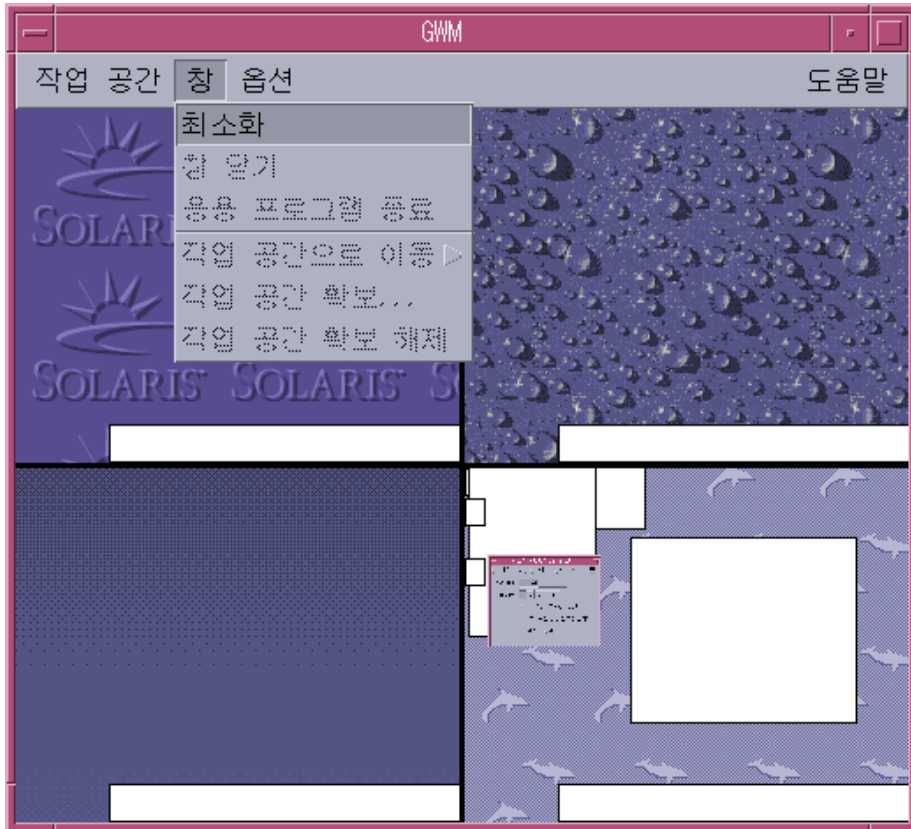 GWM
작업 공간 창 옵션 도움말
최소화
창 닫기
응용 프로그램 종료
작업 공간으로 이동
작업 공간 확보...
작업 공간 확보 해제
SOLARIS
SOLARIS SOLARIS